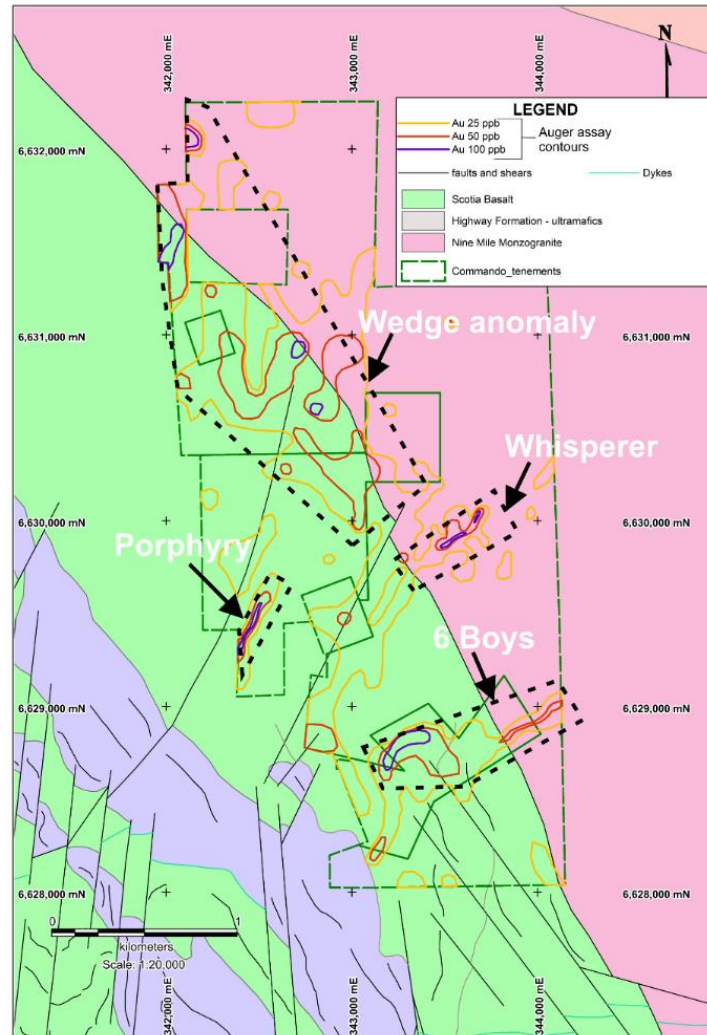 342,000 mE
343,000 mE
344,000 mE
N
LEGEND
Au 25 ppb
Au 50 ppb
Au 100 ppb
Auger assay
contours
faults and shears
Dykes
Scotia Basalt
Highway Formation - ultramafics
Nine Mile Monzogranite
Commando_tenements
6,632,000 mN
6,632,000 mN
6,631,000 mN
6,631,000 mN
Wedge anomaly
Whisperer
6,630,000 mN
6,630,000 mN
Porphyry
6 Boys
6,629,000 mN
6,629,000 mN
6,628,000 mN
6,628,000 mN
0
1
kilometers
Scale: 1:20,000
342,000 mE
343,000 mE
344,000 mE